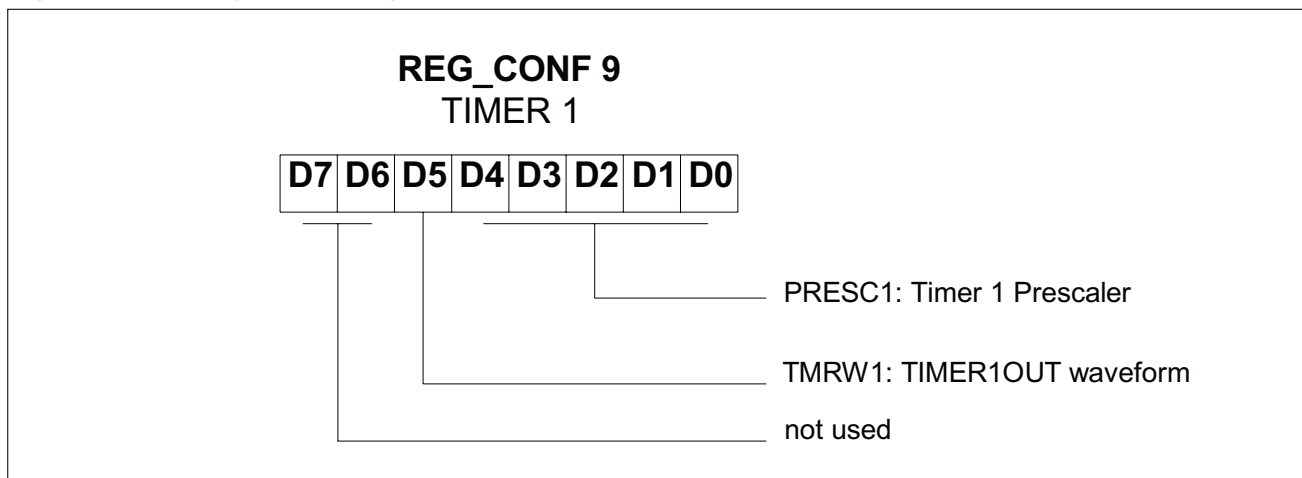 REG_CONF 9
TIMER 1
D7 D6 D5 D4 D3 D2 D1 D0
PRESC1: Timer 1 Prescaler
TMRW1: TIMER1OUT waveform
not used